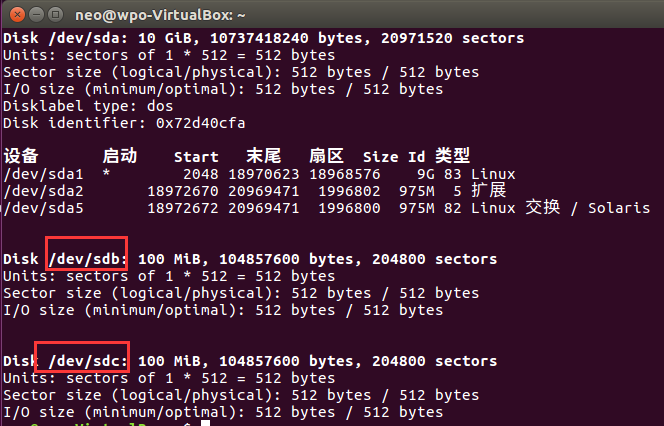 neo@wpo-VirtualBox: ~
Disk /dev/sda: 10 GiB, 10737418240 bytes, 20971520 sectors
Units: sectors of 1 * 512 = 512 bytes
Sector size (logical/physical): 512 bytes / 512 bytes
I/O size (minimum/optimal): 512 bytes / 512 bytes
Disklabel type: dos
Disk identifier: 0x72d40cfa
设备 启动 Start 末尾 扇区 Size Id 类型
/dev/sda1 * 2048 18970623 18968576 9G 83 Linux
/dev/sda2 18972670 20969471 1996802 975M 5 扩展
/dev/sda5 18972672 20969471 1996800 975M 82 Linux 交换 / Solaris
Disk /dev/sdb: 100 MiB, 104857600 bytes, 204800 sectors
Units: sectors of 1 * 512 = 512 bytes
Sector size (logical/physical): 512 bytes / 512 bytes
I/O size (minimum/optimal): 512 bytes / 512 bytes
Disk /dev/sdc: 100 MiB, 104857600 bytes, 204800 sectors
Units: sectors of 1 * 512 = 512 bytes
Sector size (logical/physical): 512 bytes / 512 bytes
I/O size (minimum/optimal): 512 bytes / 512 bytes